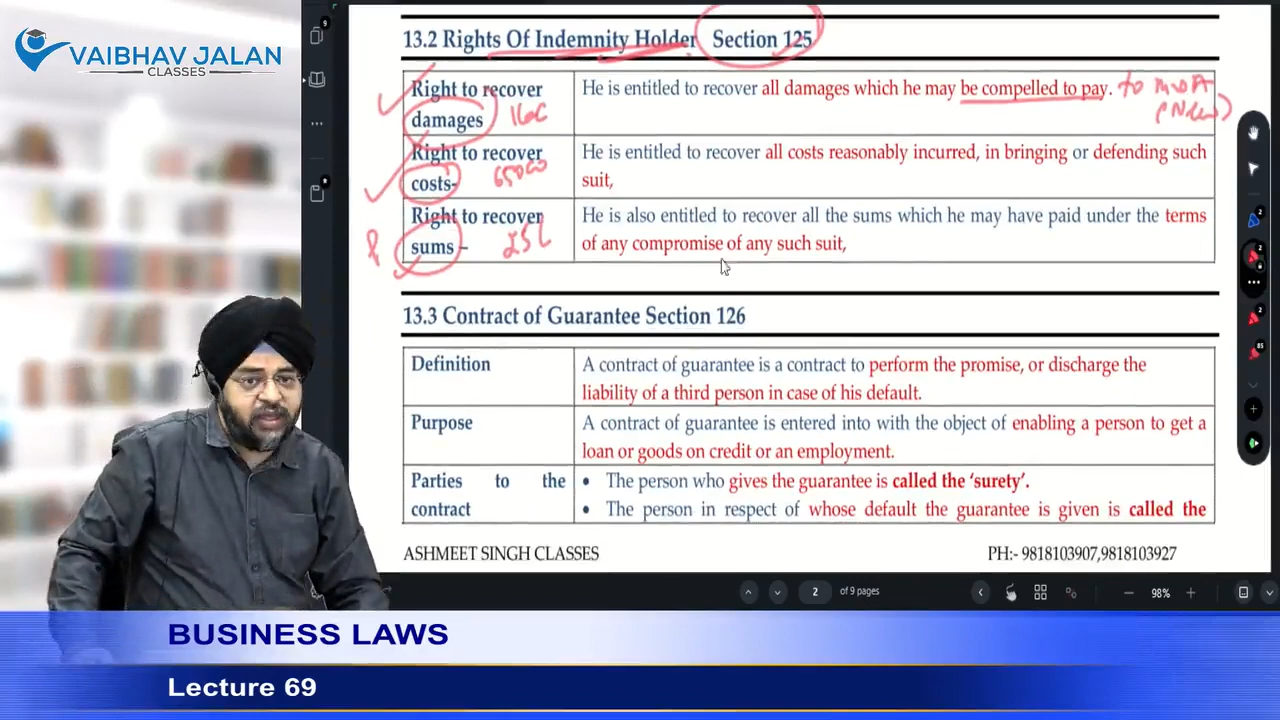 VAIBHAV JALAN
CLASSES
13.2 Rights Of Indemnity Holder Section 125
Right to recover damages
He is entitled to recover all damages which he may be compelled to pay.
Right to recover costs-
65000
He is entitled to recover all costs reasonably incurred, in bringing or defending such
suit,
Right to recover
sums –
He is also entitled to recover all the sums which he may have paid under the terms
of any compromise of any such suit,
13.3 Contract of Guarantee Section 126
Definition
A contract of guarantee is a contract to perform the promise, or discharge the
liability of a third person in case of his default.
Purpose
A contract of guarantee is entered into with the object of enabling a person to get a
loan or goods on credit or an employment.
Parties to the
contract
• The person who gives the guarantee is called the ‘surety’.
• The person in respect of whose default the guarantee is given is called the
ASHMEET SINGH CLASSES
PH:- 9818103907,9818103927
2 of 9 pages
98%
BUSINESS LAWS
Lecture 69